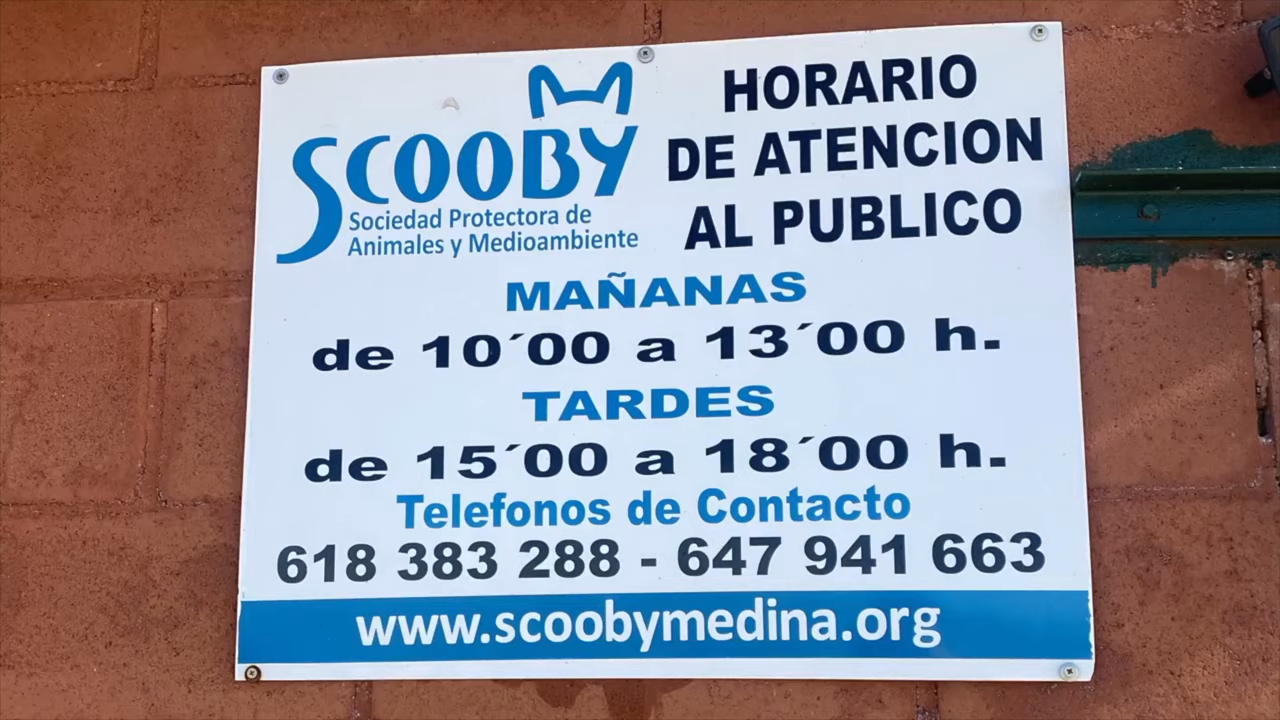 SCOOBY
Sociedad Protectora de
Animales y Medioambiente
HORARIO
DE ATENCION
AL PUBLICO
MAÑANAS
de 10´00 a 13´00 h.
TARDES
de 15´00 a 18´00 h.
Telefonos de Contacto
618 383 288 - 647 941 663
www.scoobymedina.org